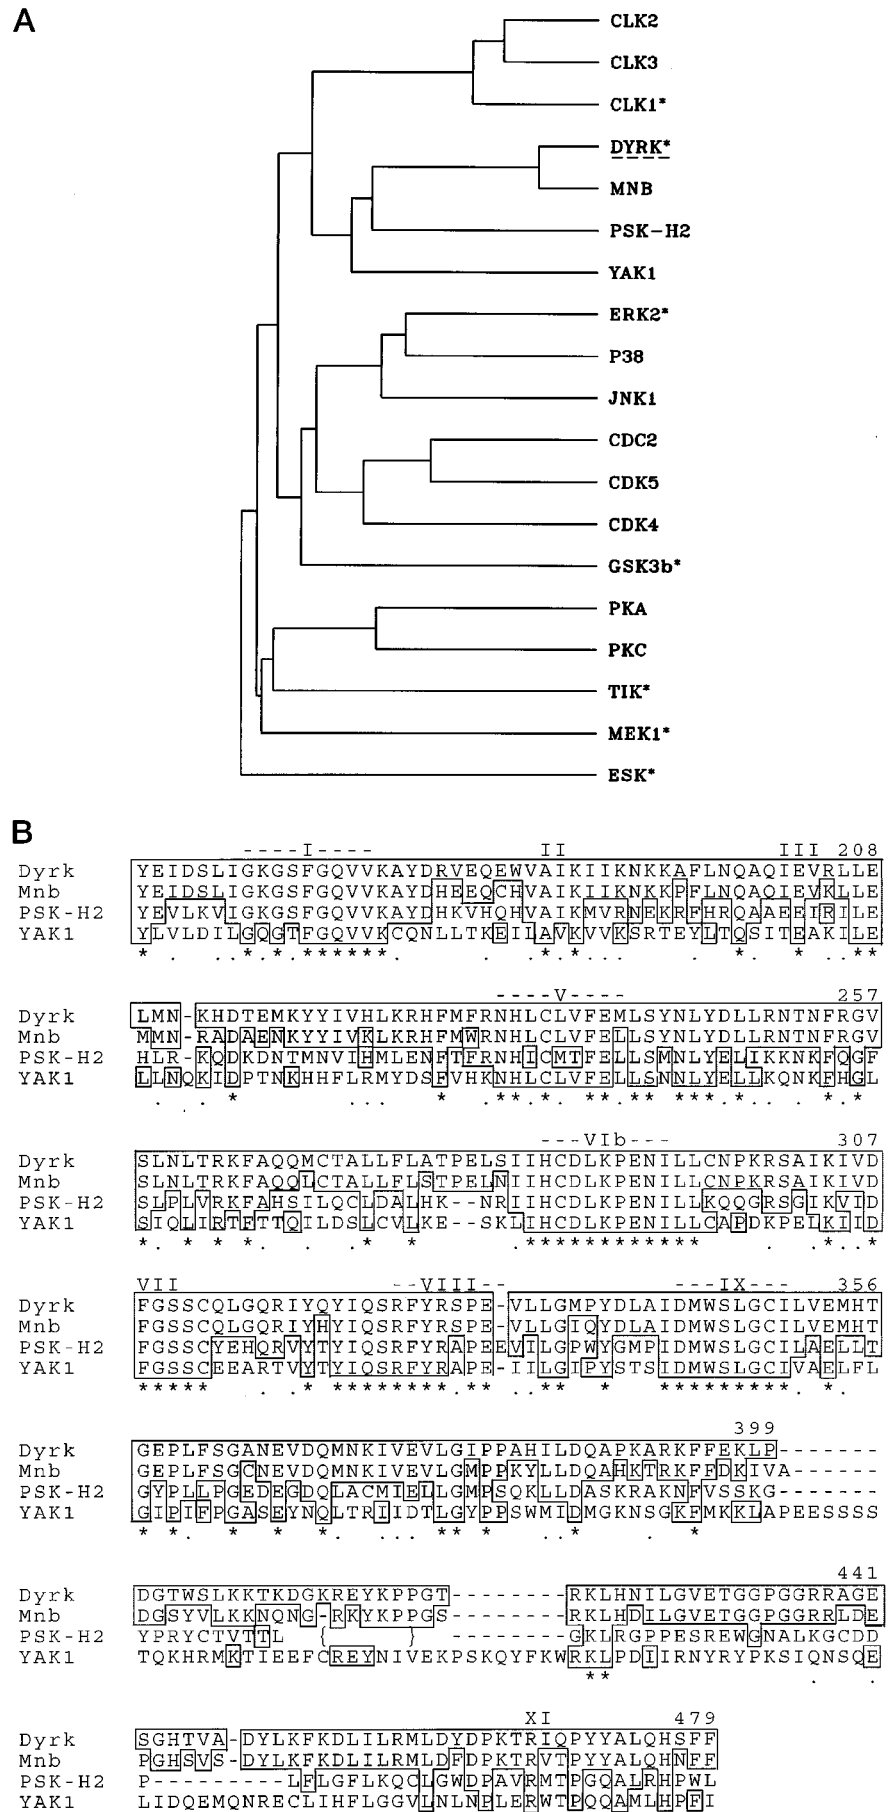 A
CLK2
CLK3
CLK1*
DYRK*
MNB
PSK-H2
YAK1
ERK2*
P38
JNK1
CDC2
CDK5
CDK4
GSK3b*
PKA
PKC
TIK*
MEK1*
ESK*
B
----I---- II III 208
Dyrk YEIDSLIGKGSFGQVVKAYDRVEQEWVAIKIIKNKKAFLNQAQIEVRLLE
Mnb YEIDSLIGKGSFGQVVKAYDHEEQCHVAIKIIKNKKPFLNQAQIEVKLLE
PSK-H2 YEVLKVIGKGSFGQVVKAYDHKVHQHVAIKMVRNEKRFHRQAAEEIRILE
YAK1 YLVLDILGQGTFGQVVKCQNLLTKEILAVKVVKSRTEYLTQSITEAKILE
----V---- 257
Dyrk LMN-KHDTEMKYYIVHLKRHFMFRNHLCLVFEMLSYNLYDLLRNTNFRGV
Mnb MMN-RADAENKYYIVKLKRHFMWRNHLCLVFELLSYNLYDLLRNTNFRGV
PSK-H2 HLR-KQDKDNTMNVIHMLENFTFRNHICMTFELLSMNLYELIKKNKFQGF
YAK1 LLNQKIDPTNKHHFLRMYDSFVHKNHLCLVFELLSNNLYELLKQNKFHGL
---VIb--- 307
Dyrk SLNLTRKFAQQMCTALLFLATPELSIIHCDLKPENILLCNPKRSAIKIVD
Mnb SLNLTRKFAQQLCTALLFLSTPELNIIHCDLKPENILLCNPKRSAIKIVD
PSK-H2 SLPLVRKFAHSILQCLDALHK--NRIIHCDLKPENILLKQQGRSGIKVID
YAK1 SIQLIRTFTTQILDSLCVLKE--SKLIHCDLKPENILLCAPDKPELKIID
VII --VIII-- ---IX--- 356
Dyrk FGSSCQLGQRIYQYIQSRFYRSPE-VLLGMPYDLAIDMWSLGCILVEMHT
Mnb FGSSCQLGQRIYHYIQSRFYRSPE-VLLGIQYDLAIDMWSLGCILVEMHT
PSK-H2 FGSSCYEHQRVYTYIQSRFYRAPEEVILGPWYGMPIDMWSLGCILAELLT
YAK1 FGSSCEEARTVYTYIQSRFYRAPE-IILGIPYSTSIDMWSLGCIVAELFL
399
Dyrk GEPLFSGANEVDQMNKIVEVLGIPPAHILDQAPKARKFFEKLP-------
Mnb GEPLFSGCNEVDQMNKIVEVLGMPPKYLLDQAHKTRKFFDKIVA------
PSK-H2 GYPLLPGEDEGDQLACMIELLGMPSQKLLDASKRAKNFVSSKG-------
YAK1 GIPIFPGASEYNQLTRIIDTLGYPPSWMIDMGKNSGKFMKKLAPEESSSS
441
Dyrk DGTWSLKKTKDGKREYKPPGT--------RKLHNILGVETGGPGGRRAGE
Mnb DGSYVLKKNQNG-RKYKPPGS--------RKLHDILGVETGGPGGRRLDE
PSK-H2 YPRYCTVTTL { } --------GKLRGPPESREWGNALKGCDD
YAK1 TQKHRMKTIEEFCREYNIVEKPSKQYFKWRKLPDIIRNYRYPKSIQNSQE
XI 479
Dyrk SGHTVA-DYLKFKDLILRMLDYDPKTRIQPYYALQHSFF
Mnb PGHSVS-DYLKFKDLILRMLDFDPKTRVTPYYALQHNFF
PSK-H2 P---------LFLGFLKQCLGWDPAVRMTPGQALRHPWL
YAK1 LIDQEMQNRECLIHFLGGVLNLNPLERWTPQQAMLHPFI